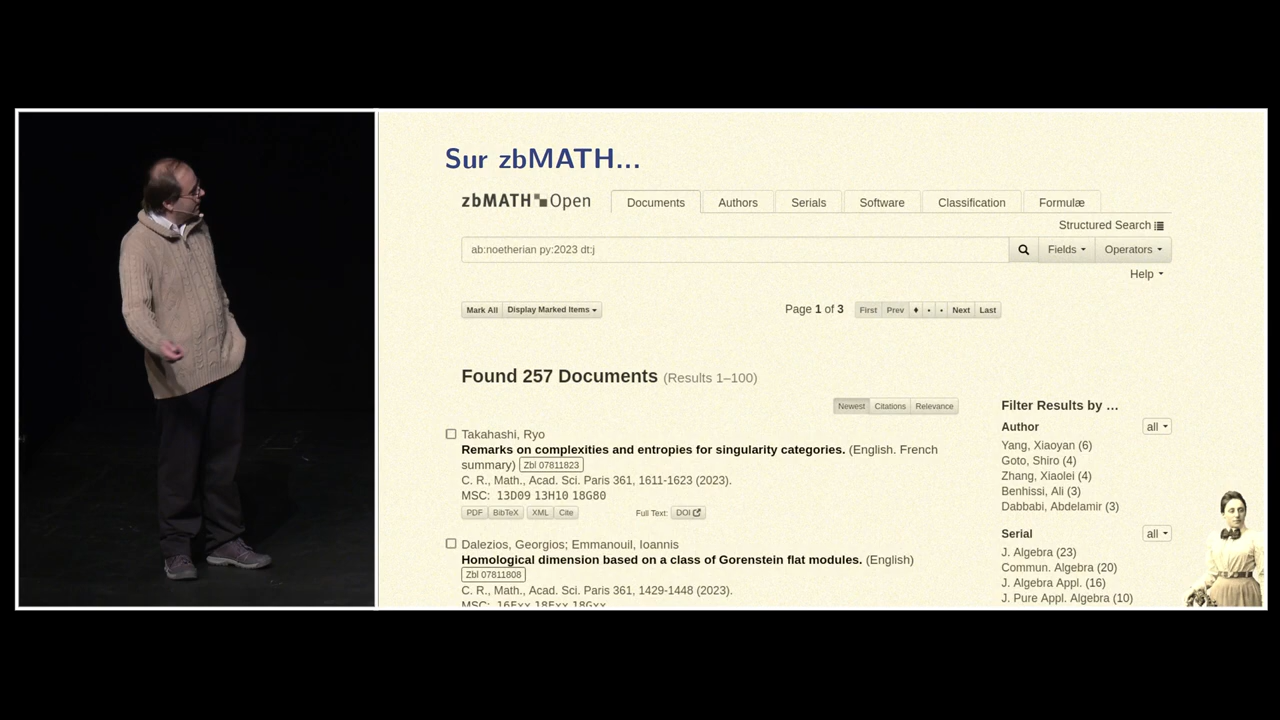 Sur zbMATH...
zbMATH Open
Documents
Authors
Serials
Software
Classification
Formulæ
Structured Search
ab:noetherian py:2023 dt:j
Fields
Operators
Help
Mark All
Display Marked Items
Page 1 of 3
First
Prev
Next
Last
Found 257 Documents (Results 1–100)
Newest
Citations
Relevance
Takahashi, Ryo
Remarks on complexities and entropies for singularity categories. (English. French
summary) Zbl 07811823
C. R., Math., Acad. Sci. Paris 361, 1611-1623 (2023).
MSC: 13D09 13H10 18G80
PDF BibTeX XML Cite Full Text: DOI
Dalezios, Georgios; Emmanouil, Ioannis
Homological dimension based on a class of Gorenstein flat modules. (English)
Zbl 07811808
C. R., Math., Acad. Sci. Paris 361, 1429-1448 (2023).
MSC: 16Exx 18Exx 18Gxx
Filter Results by ...
Author all
Yang, Xiaoyan (6)
Goto, Shiro (4)
Zhang, Xiaolei (4)
Benhissi, Ali (3)
Dabbabi, Abdelamir (3)
Serial all
J. Algebra (23)
Commun. Algebra (20)
J. Algebra Appl. (16)
J. Pure Appl. Algebra (10)